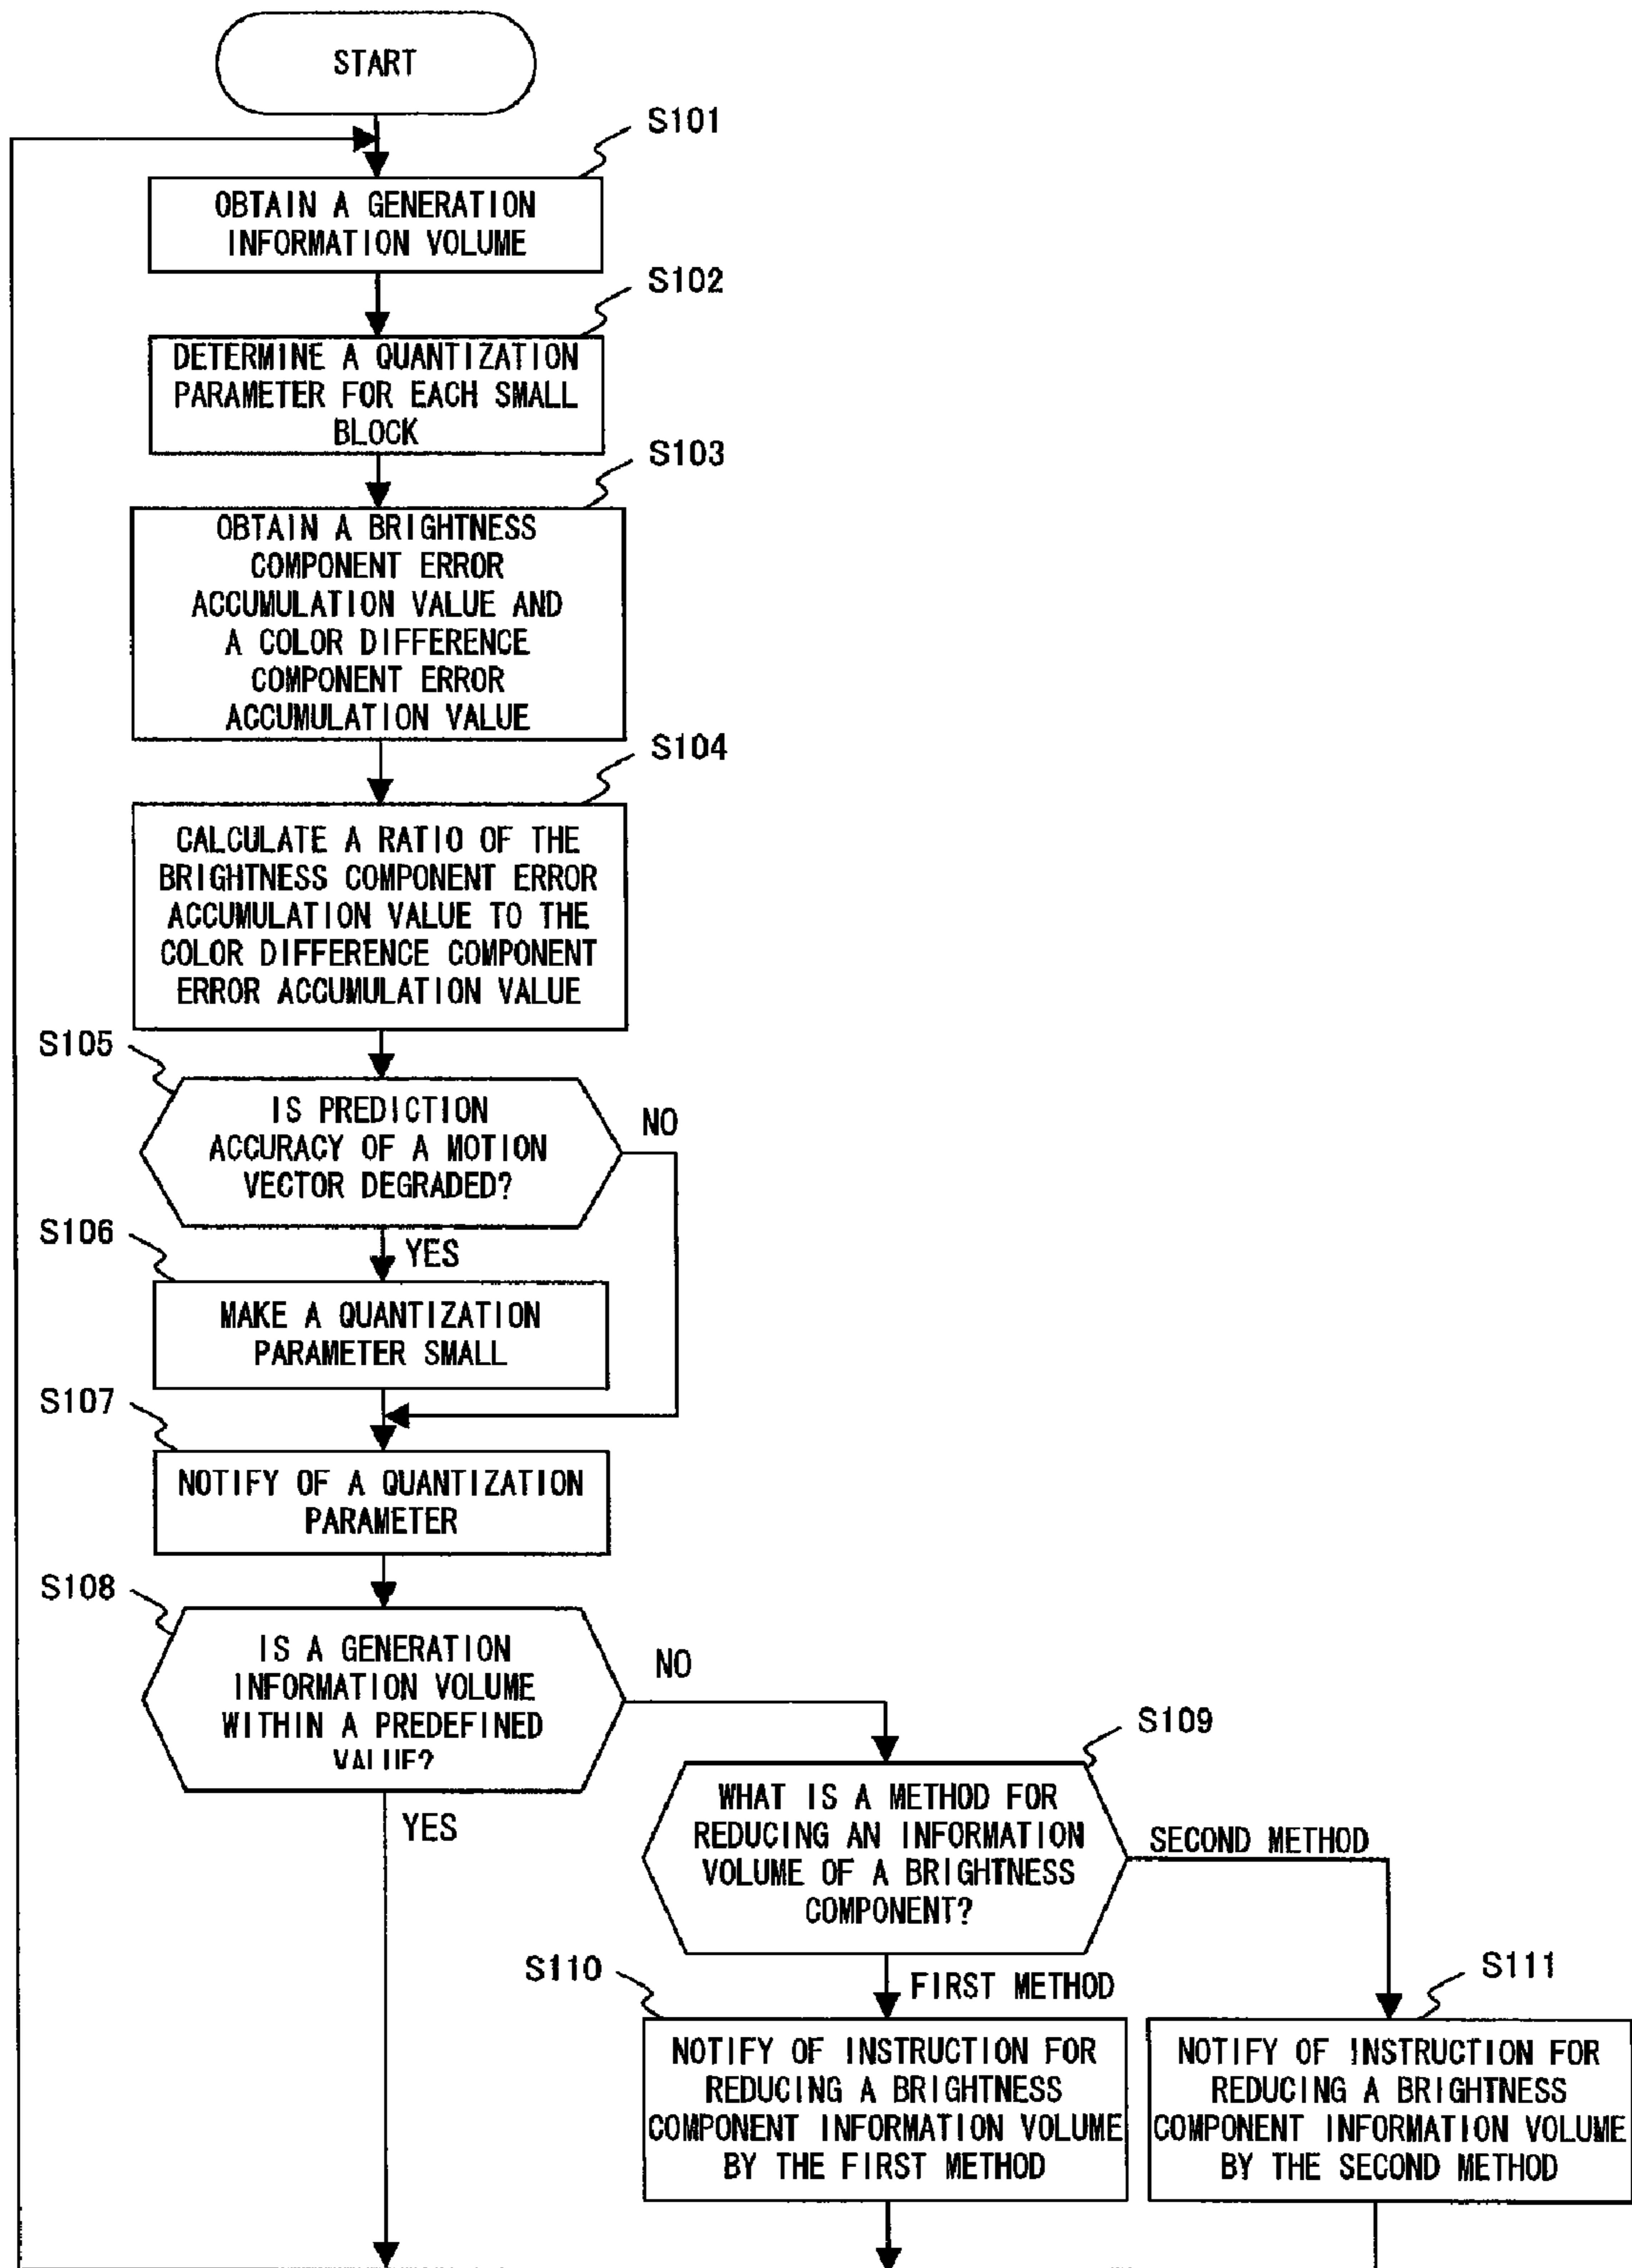 START
S101
OBTAIN A GENERATION
INFORMATION VOLUME
S102
DETERMINE A QUANTIZATION
PARAMETER FOR EACH SMALL
BLOCK
S103
OBTAIN A BRIGHTNESS
COMPONENT ERROR
ACCUMULATION VALUE AND
A COLOR DIFFERENCE
COMPONENT ERROR
ACCUMULATION VALUE
S104
CALCULATE A RATIO OF THE
BRIGHTNESS COMPONENT ERROR
ACCUMULATION VALUE TO THE
COLOR DIFFERENCE COMPONENT
ERROR ACCUMULATION VALUE
S105
IS PREDICTION
ACCURACY OF A MOTION
VECTOR DEGRADED?
NO
YES
S106
MAKE A QUANTIZATION
PARAMETER SMALL
S107
NOTIFY OF A QUANTIZATION
PARAMETER
S108
IS A GENERATION
INFORMATION VOLUME
WITHIN A PREDEFINED
VALUE?
NO
YES
S109
WHAT IS A METHOD FOR
REDUCING AN INFORMATION
VOLUME OF A BRIGHTNESS
COMPONENT?
SECOND METHOD
FIRST METHOD
S110
NOTIFY OF INSTRUCTION FOR
REDUCING A BRIGHTNESS
COMPONENT INFORMATION VOLUME
BY THE FIRST METHOD
S111
NOTIFY OF INSTRUCTION FOR
REDUCING A BRIGHTNESS
COMPONENT INFORMATION VOLUME
BY THE SECOND METHOD